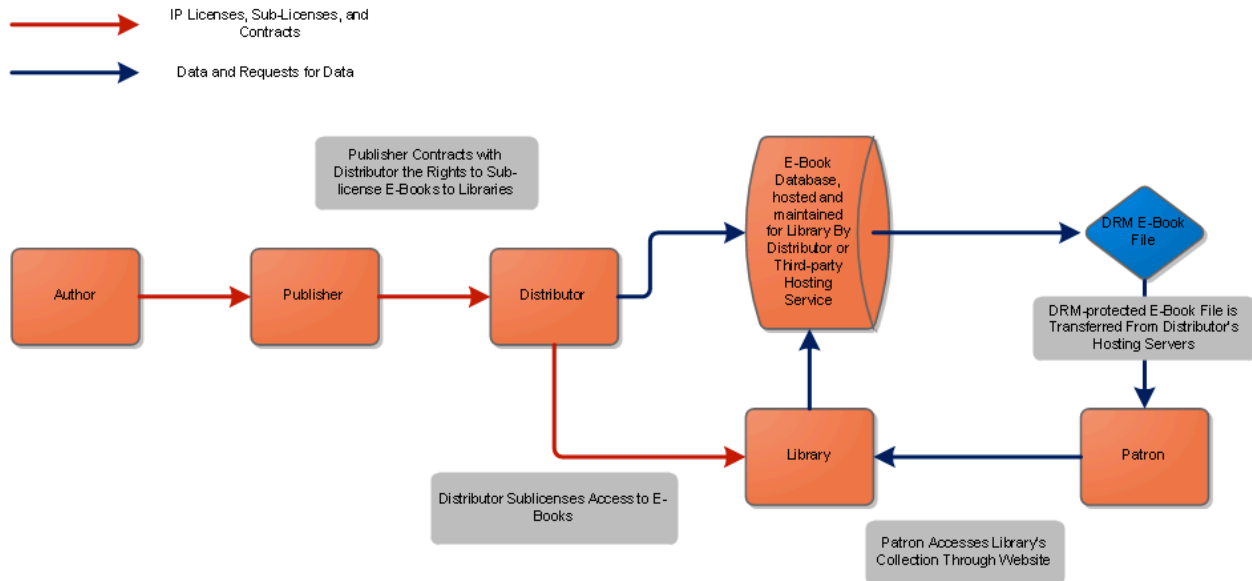 IP Licenses, Sub-Licenses, and
Contracts
Data and Requests for Data
Publisher Contracts with
Distributor the Rights to Sub-
license E-Books to Libraries
E-Book
Database,
hosted and
maintained
for Library By
Distributor or
Third-party
Hosting
Service
DRM E-Book
File
Author
Publisher
Distributor
DRM-protected E-Book File is
Transferred From Distributor's
Hosting Servers
Library
Patron
Distributor Sublicenses Access to E-
Books
Patron Accesses Library's
Collection Through Website